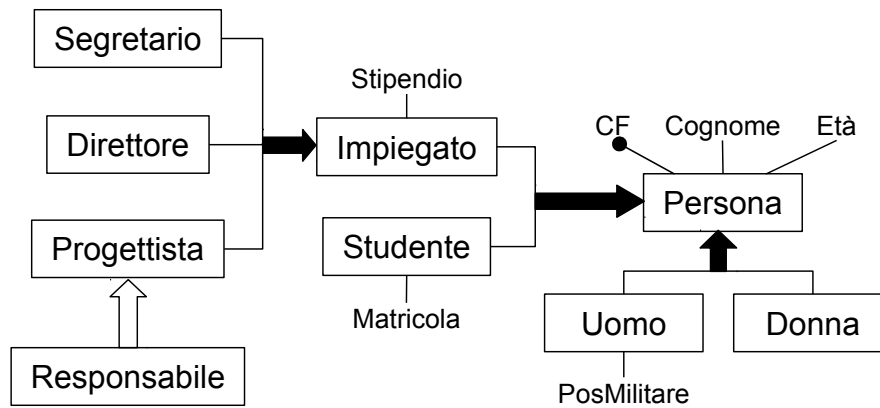 Segretario
Stipendio
CF
Cognome
Età
Direttore
Impiegato
Persona
Progettista
Studente
Matricola
Uomo
Donna
Responsabile
PosMilitare